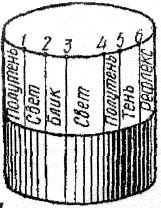 1 2 3 4 5 6
Полутень
Свет
Блик
Свет
Полутень
Тень
Рефлекс